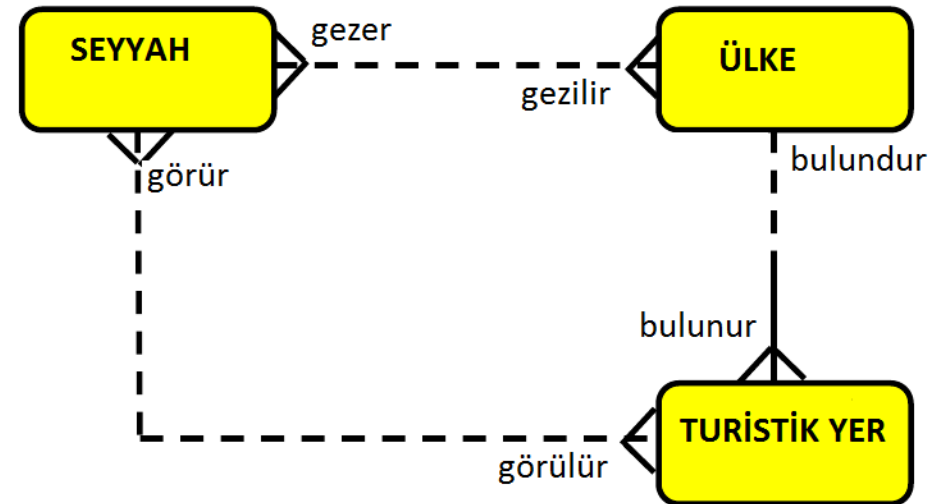 SEYYAH
gezer
gezilir
ÜLKE
görür
bulundur
bulunur
TURİSTİK YER
görülür